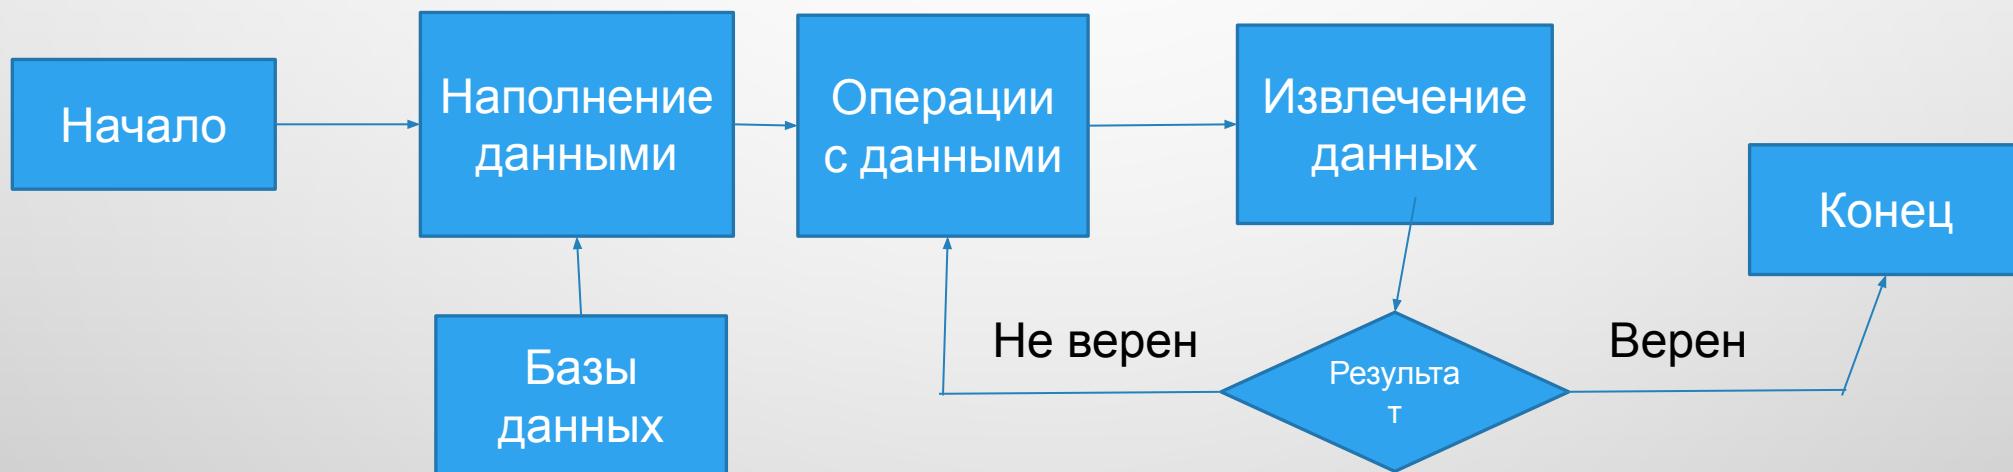 Начало
Наполнение
данными
Операции
с данными
Извлечение
данных
Конец
Базы
данных
Не верен
Результа
т
Верен